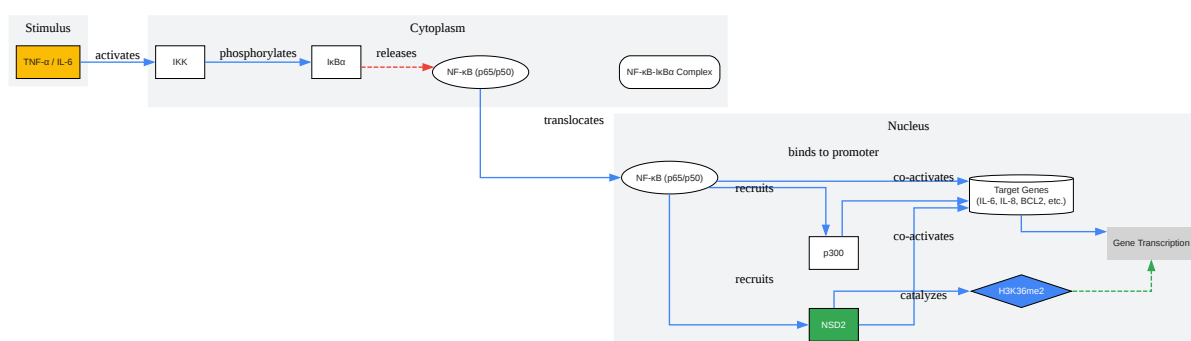 Stimulus
TNF-α / IL-6
activates
Cytoplasm
IKK
phosphorylates
IκBα
releases
NF-κB (p65/p50)
NF-κB-IκBα Complex
translocates
Nucleus
NF-κB (p65/p50)
binds to promoter
recruits
co-activates
Target Genes
(IL-6, IL-8, BCL2, etc.)
p300
co-activates
Gene Transcription
recruits
catalyzes
H3K36me2
NSD2